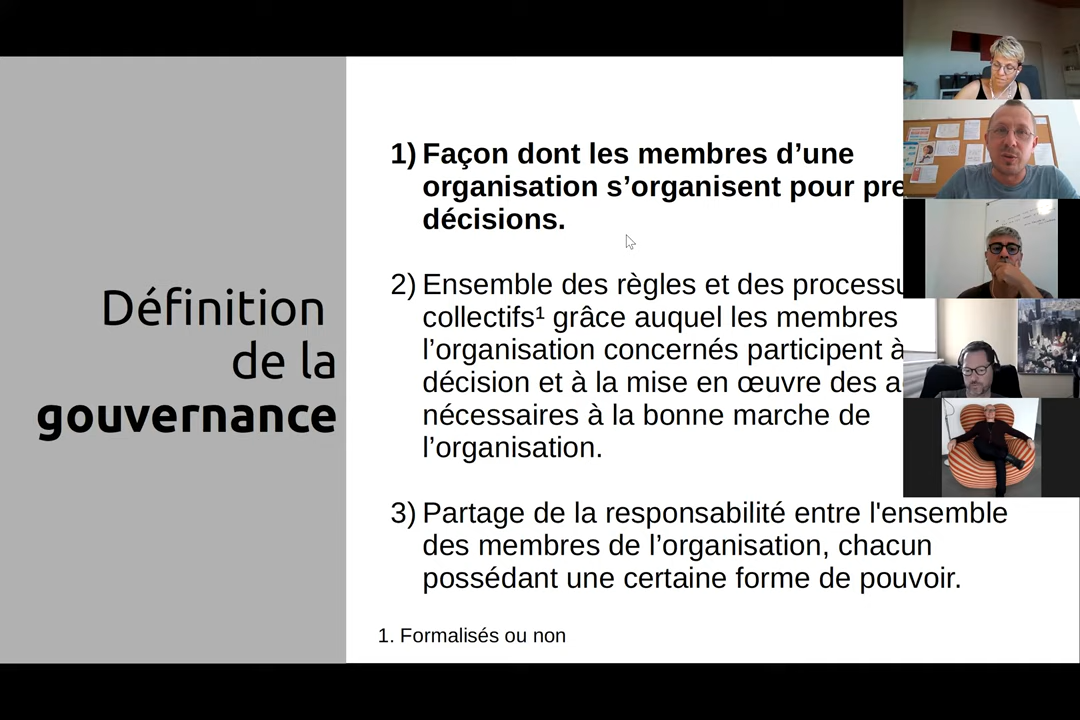 Définition
de la
gouvernance
1) Façon dont les membres d’une
organisation s’organisent pour
décisions.
2) Ensemble des règles et des
collectifs¹ grâce auquel les membres
l’organisation concernés participent à
décision et à la mise en œuvre des
nécessaires à la bonne marche de
l’organisation.
3) Partage de la responsabilité entre l'ensemble
des membres de l’organisation, chacun
possédant une certaine forme de pouvoir.
1. Formalisés ou non